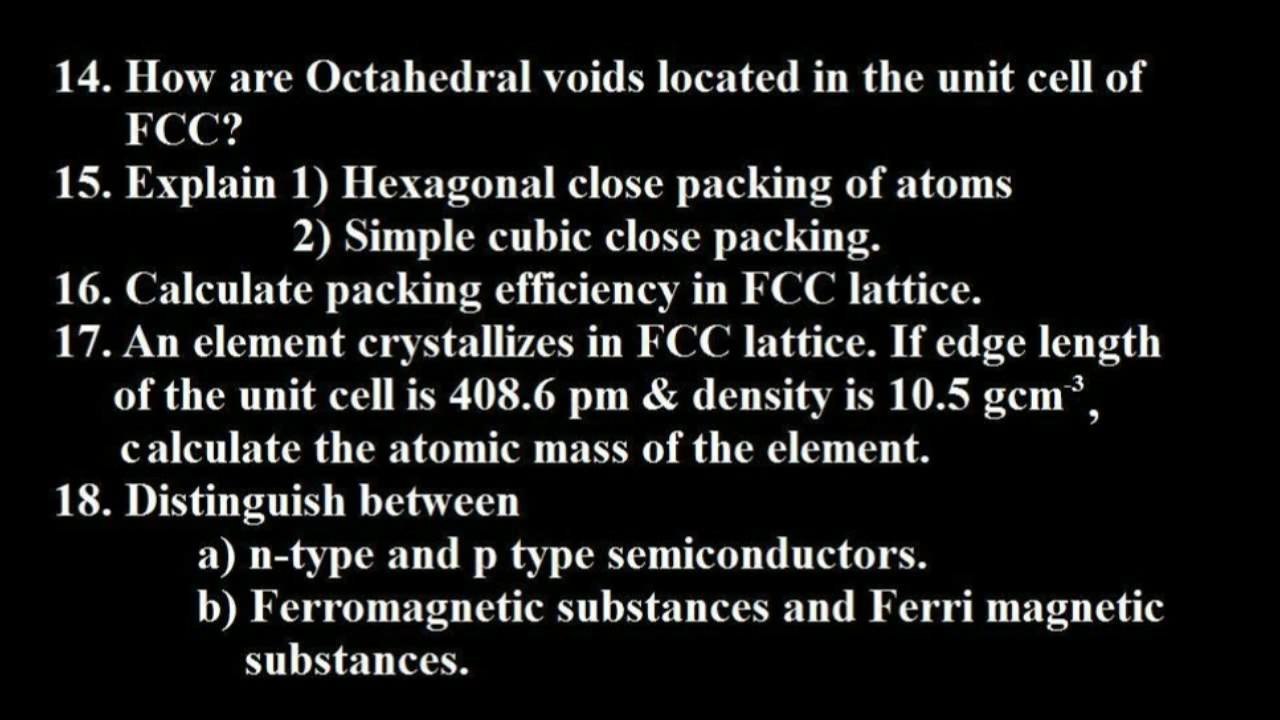 14. How are Octahedral voids located in the unit cell of
FCC?
15. Explain 1) Hexagonal close packing of atoms
2) Simple cubic close packing.
16. Calculate packing efficiency in FCC lattice.
17. An element crystallizes in FCC lattice. If edge length
of the unit cell is 408.6 pm & density is 10.5 gcm⁻³,
c alculate the atomic mass of the element.
18. Distinguish between
a) n-type and p type semiconductors.
b) Ferromagnetic substances and Ferri magnetic
substances.